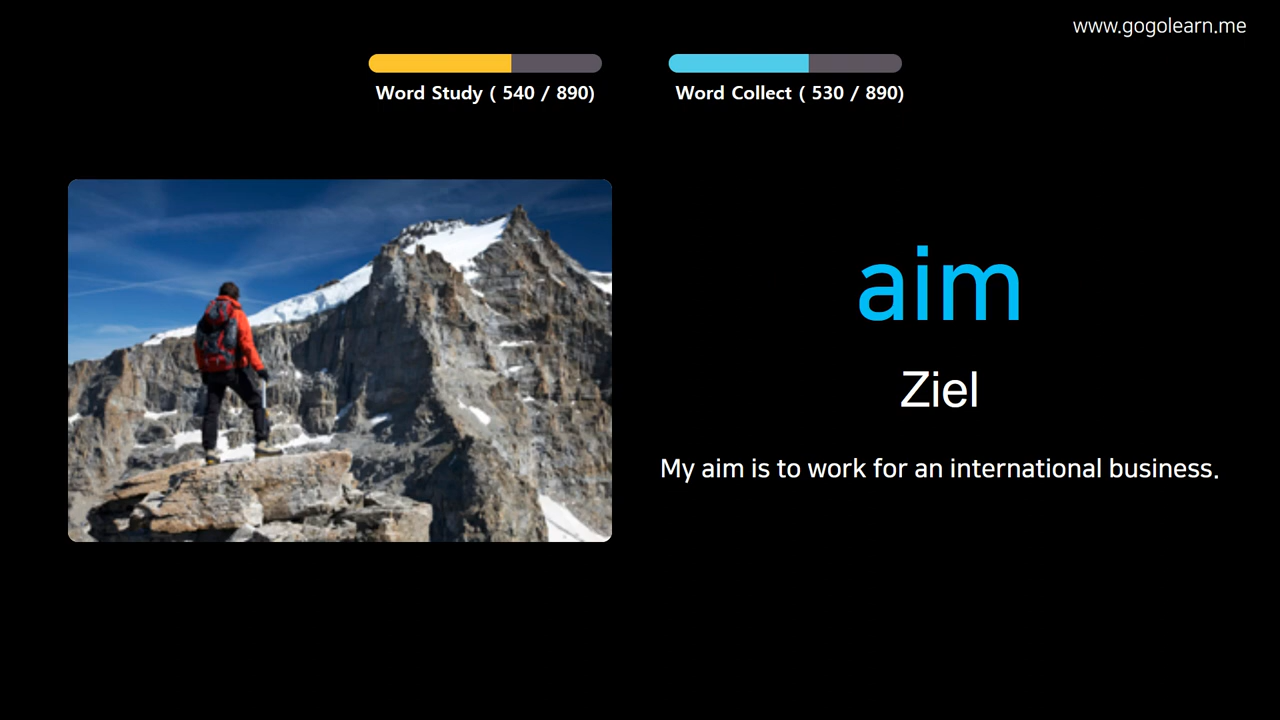 www.gogolearn.me
Word Study ( 540 / 890)
Word Collect ( 530 / 890)
aim
Ziel
My aim is to work for an international business.